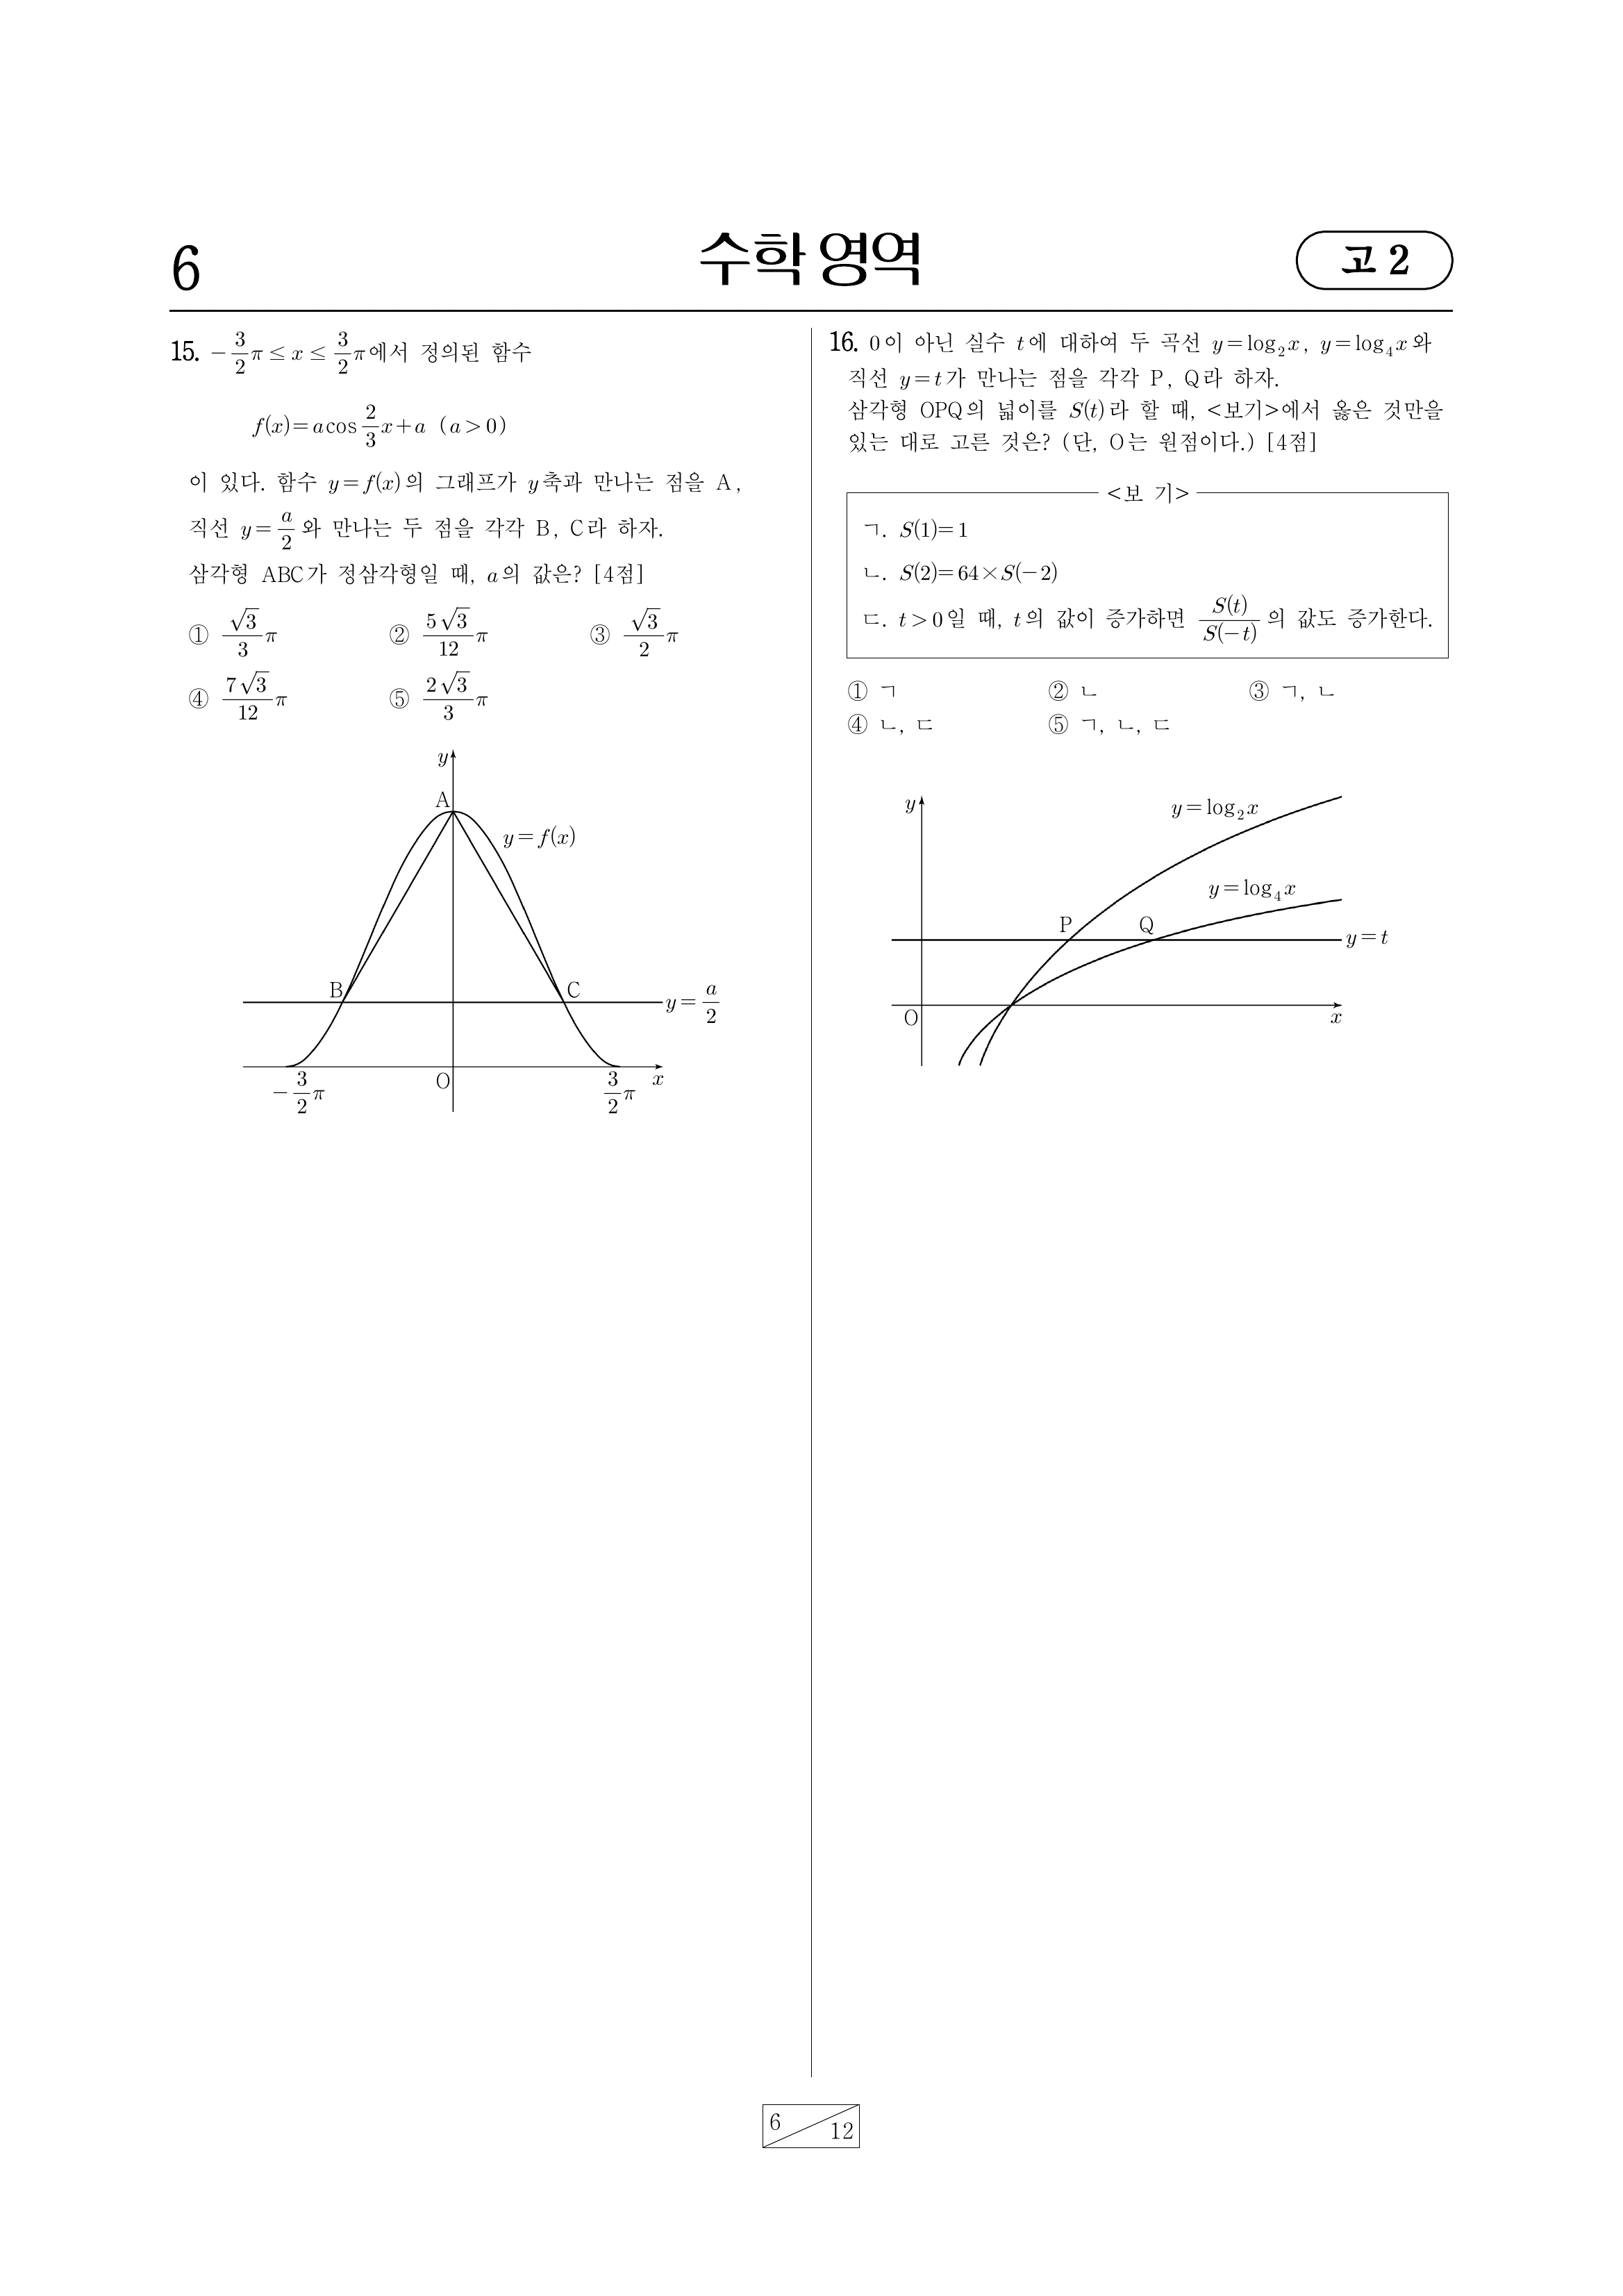 6
수학 영역
고 2
15. $-\frac{3}{2}\pi \leq x \leq \frac{3}{2}\pi$에서 정의된 함수
$f(x)=a\cos\frac{2}{3}x+a$ ($a>0$)
이 있다. 함수 $y=f(x)$의 그래프가 $y$축과 만나는 점을 A,
직선 $y=\frac{a}{2}$와 만나는 두 점을 각각 B, C라 하자.
삼각형 ABC가 정삼각형일 때, $a$의 값은? [4점]
① $\frac{\sqrt{3}}{3}\pi$ ② $\frac{5\sqrt{3}}{12}\pi$ ③ $\frac{\sqrt{3}}{2}\pi$
④ $\frac{7\sqrt{3}}{12}\pi$ ⑤ $\frac{2\sqrt{3}}{3}\pi$
y
A
$y=f(x)$
B
C
$y=\frac{a}{2}$
$-\frac{3}{2}\pi$
O
$\frac{3}{2}\pi$
x
16. 0이 아닌 실수 $t$에 대하여 두 곡선 $y=\log_2 x$, $y=\log_4 x$와
직선 $y=t$가 만나는 점을 각각 P, Q라 하자.
삼각형 OPQ의 넓이를 $S(t)$라 할 때, <보기>에서 옳은 것만을
있는 대로 고른 것은? (단, O는 원점이다.) [4점]
<보 기>
ㄱ. $S(1)=1$
ㄴ. $S(2)=64\times S(-2)$
ㄷ. $t>0$일 때, $t$의 값이 증가하면 $\frac{S(t)}{S(-t)}$의 값도 증가한다.
① ㄱ ② ㄴ ③ ㄱ, ㄴ
④ ㄴ, ㄷ ⑤ ㄱ, ㄴ, ㄷ
y
$y=\log_2 x$
$y=\log_4 x$
P
Q
$y=t$
O
x
6
12